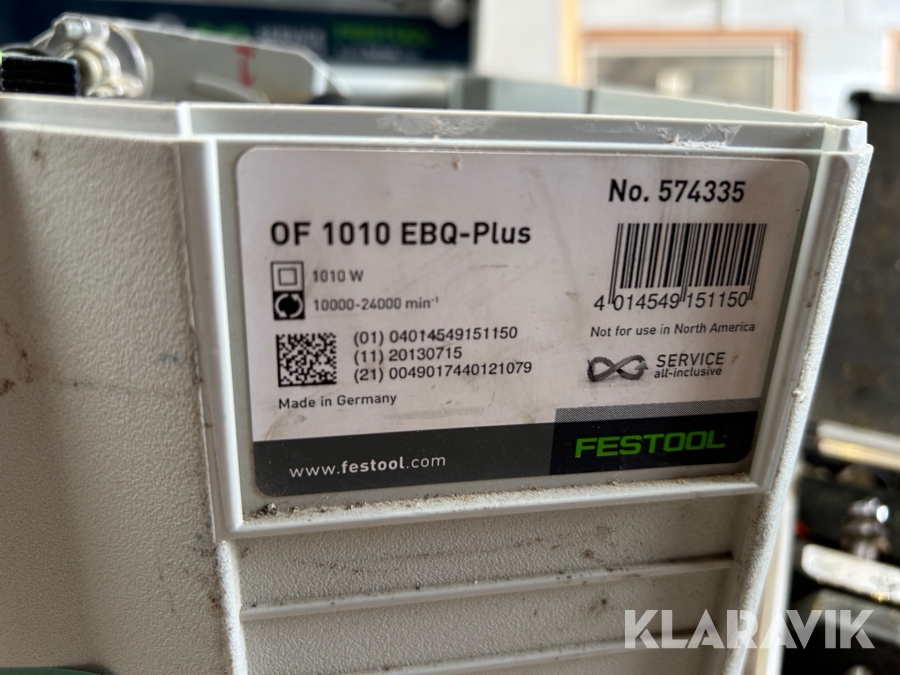 FESTOOL
No. 574335
OF 1010 EBQ-Plus
1010 W
10000-24000 min⁻¹
4 014549 151150
Not for use in North America
(01) 04014549151150
(11) 20130715
(21) 0049017440121079
SERVICE
all-inclusive
Made in Germany
www.festool.com
FESTOOL
KLARAVIK